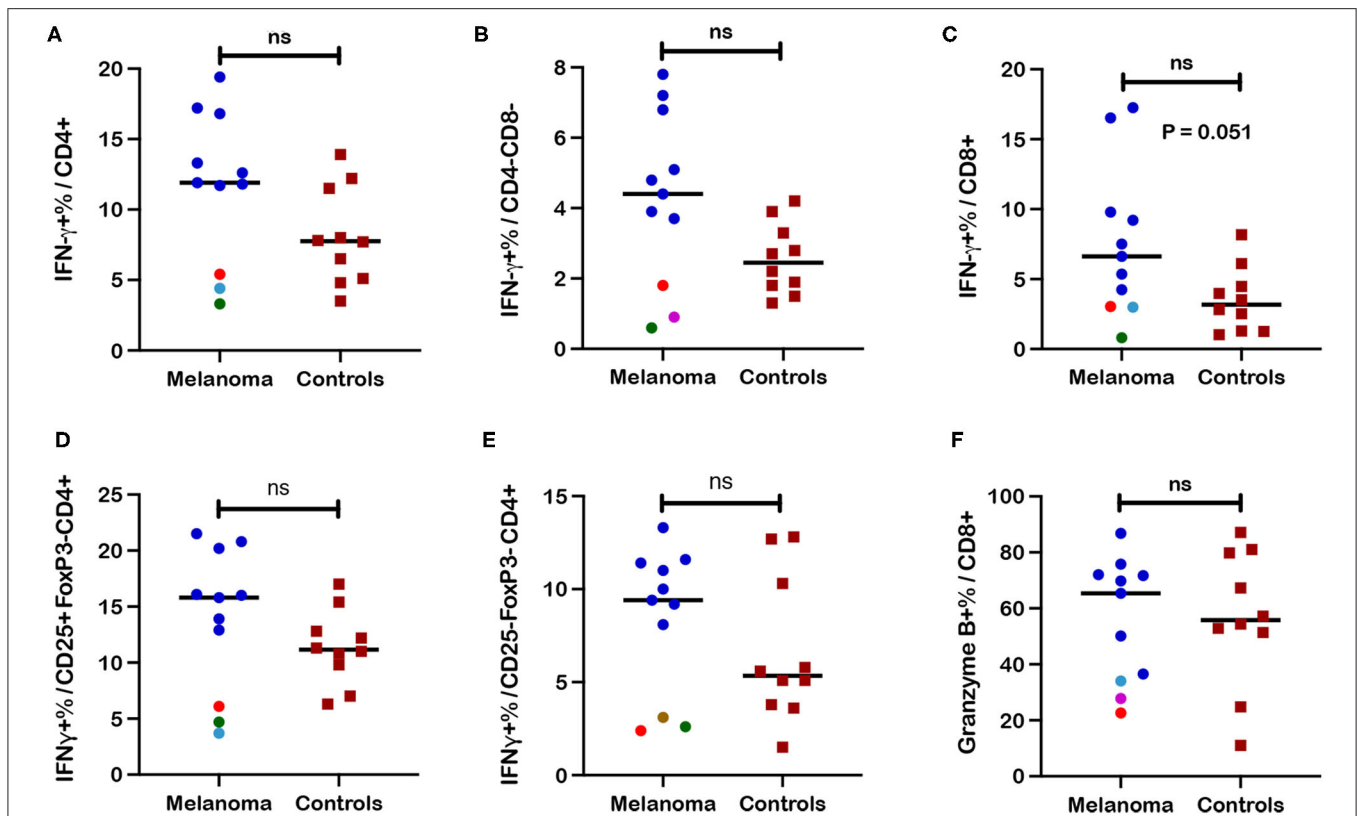 A
ns
IFN-γ+% / CD4+
20
15
10
5
0
Melanoma Controls
B
ns
IFN-γ+% / CD4-CD8-
8
6
4
2
0
Melanoma Controls
C
ns
P = 0.051
IFN-γ+% / CD8+
20
15
10
5
0
Melanoma Controls
D
ns
IFNγ+% / CD25+FoxP3-CD4+
25
20
15
10
5
0
Melanoma Controls
E
ns
IFNγ+% / CD25-FoxP3- CD4+
15
10
5
0
Melanoma Controls
F
ns
Granzyme B+% / CD8+
100
80
60
40
20
0
Melanoma Controls